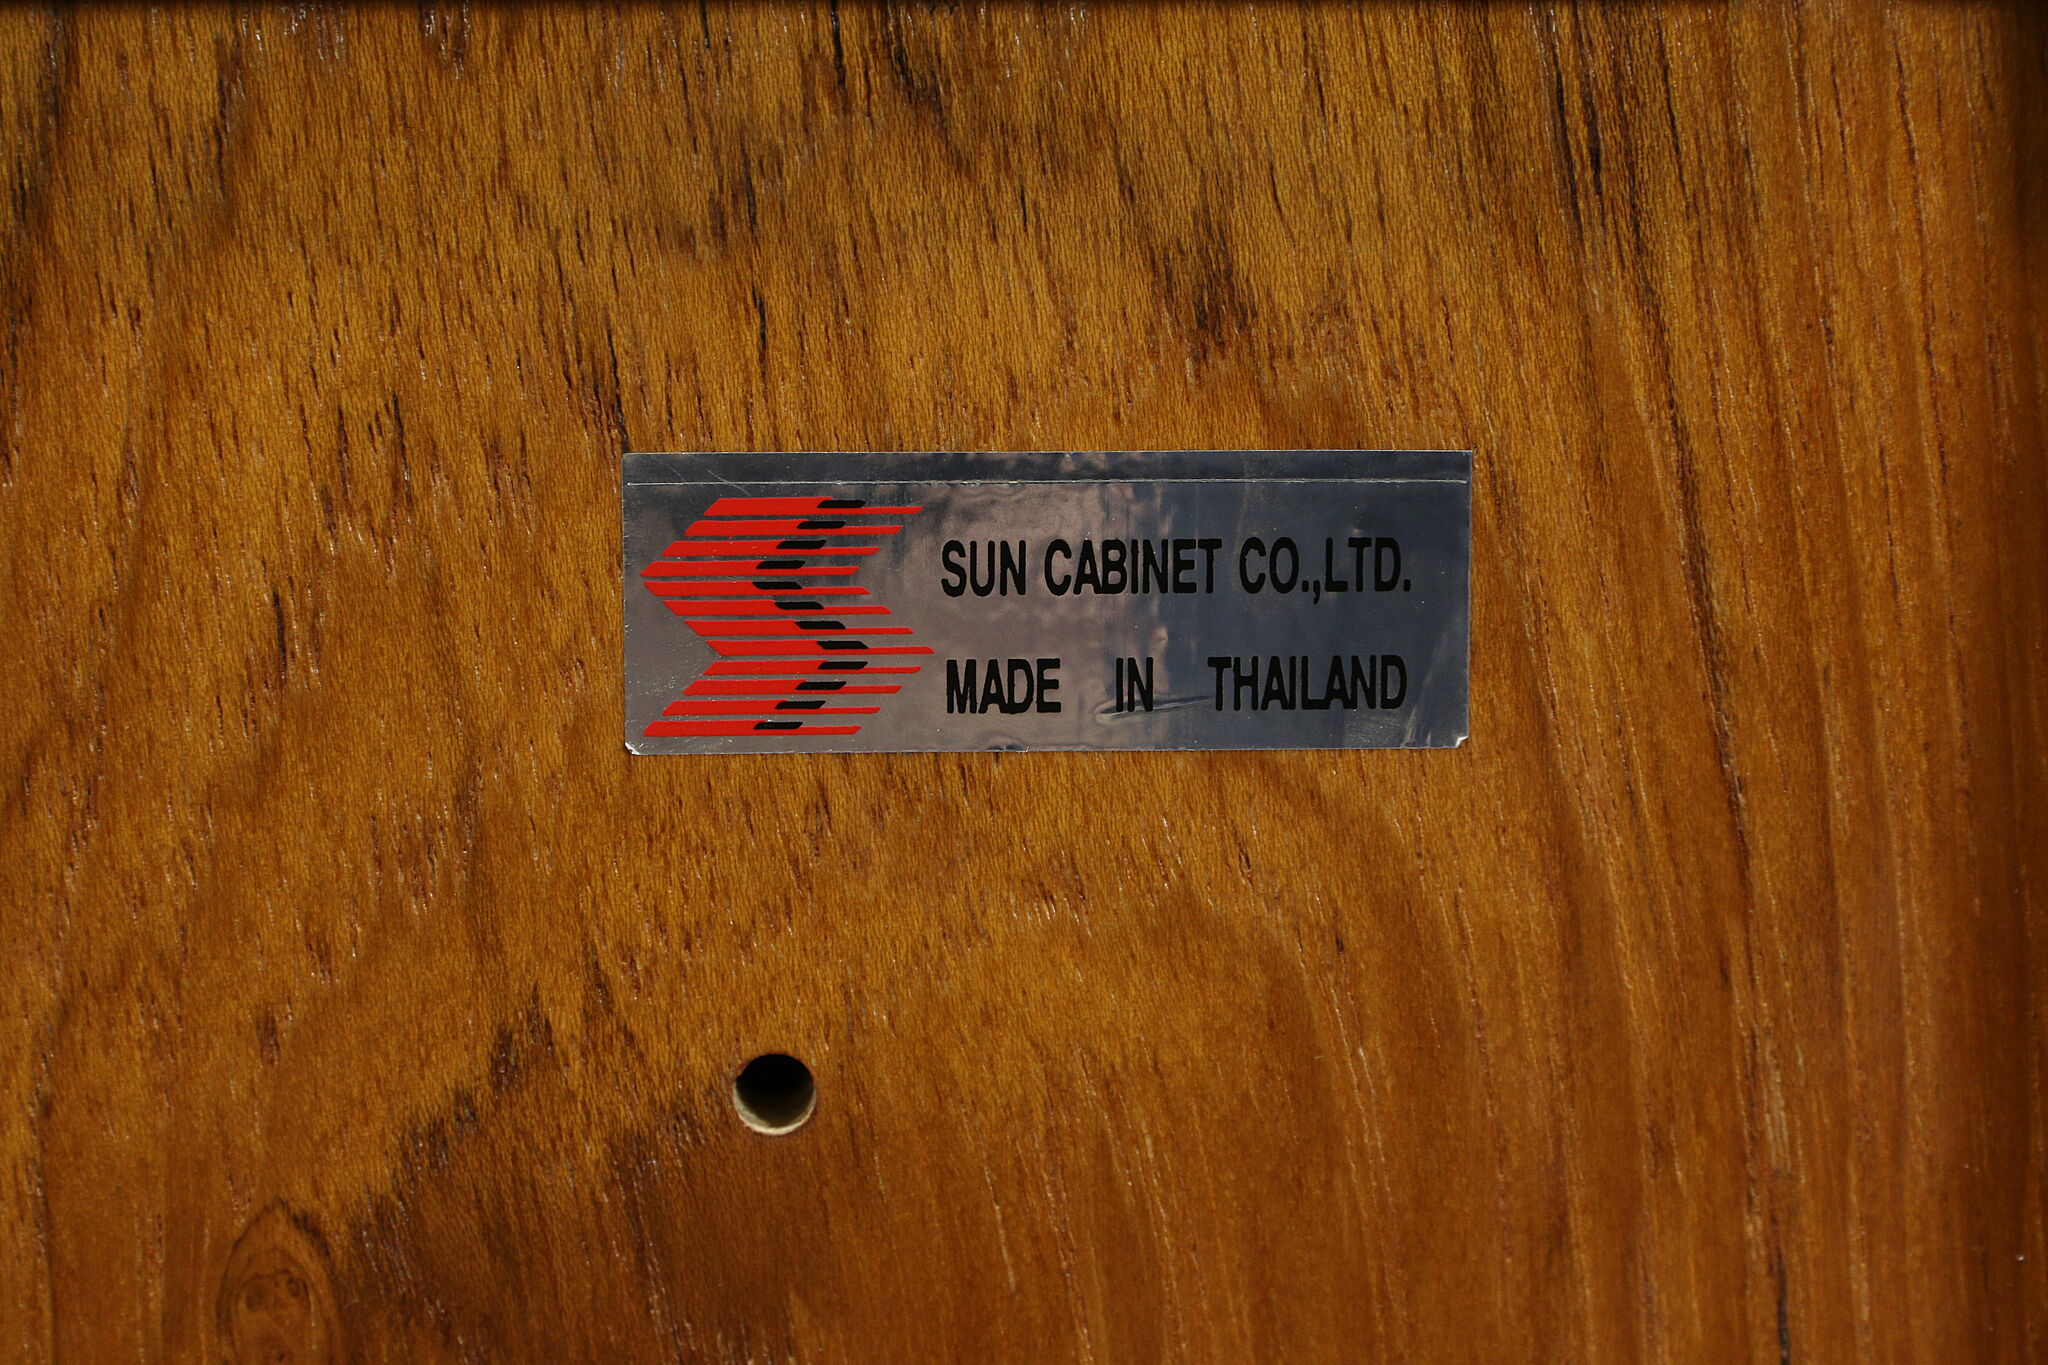 SUN CABINET CO.,LTD.
MADE IN THAILAND